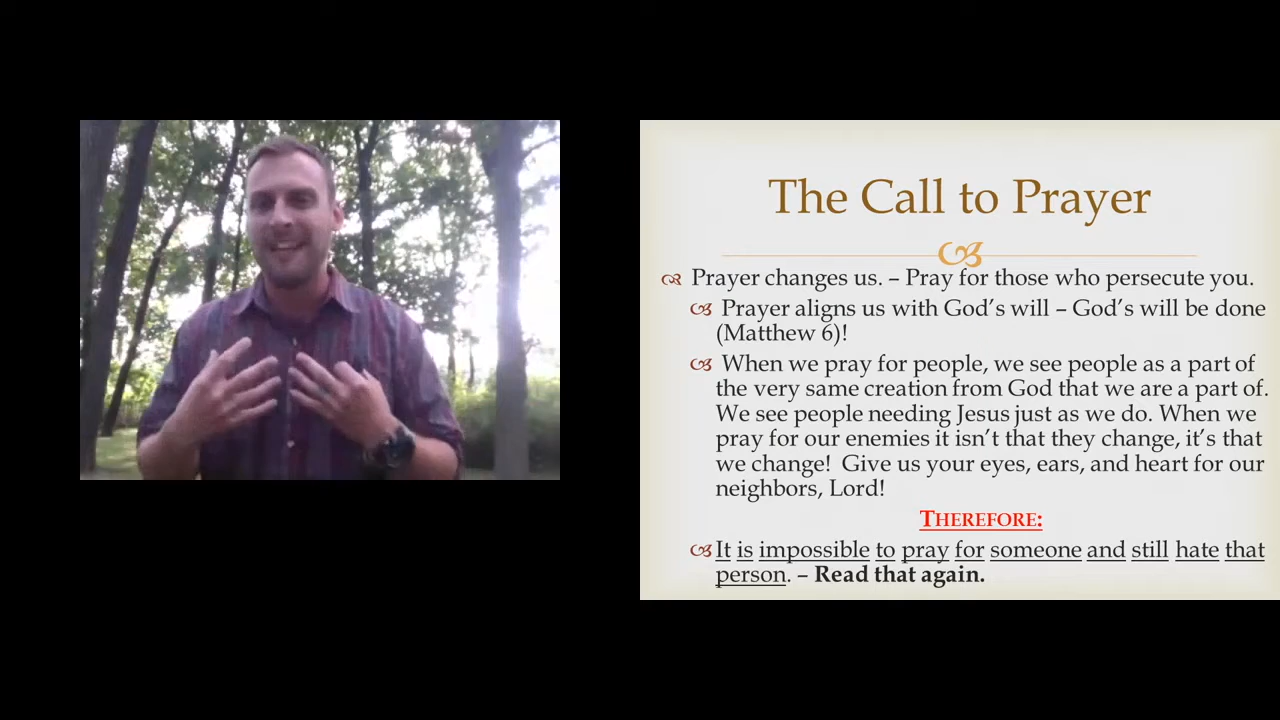 The Call to Prayer
Prayer changes us. – Pray for those who persecute you.
Prayer aligns us with God’s will – God’s will be done
(Matthew 6)!
When we pray for people, we see people as a part of
the very same creation from God that we are a part of.
We see people needing Jesus just as we do. When we
pray for our enemies it isn’t that they change, it’s that
we change! Give us your eyes, ears, and heart for our
neighbors, Lord!
THEREFORE:
It is impossible to pray for someone and still hate that
person. – Read that again.